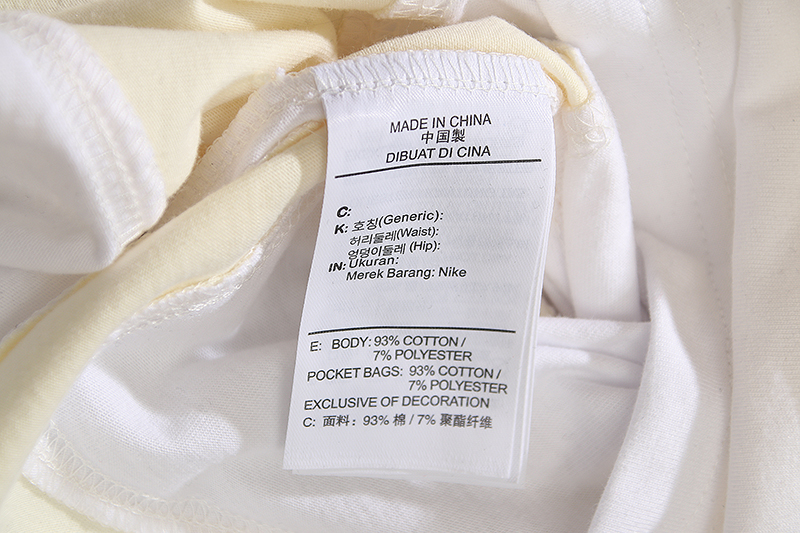 MADE IN CHINA
中国製
DIBUAT DI CINA
C:
K: 호칭(Generic):
허리둘레(Waist):
엉덩이둘레 (Hip):
IN: Ukuran:
Merek Barang: Nike
E: BODY: 93% COTTON /
7% POLYESTER
POCKET BAGS: 93% COTTON /
7% POLYESTER
EXCLUSIVE OF DECORATION
C: 面料: 93% 棉 / 7% 聚酯纤维